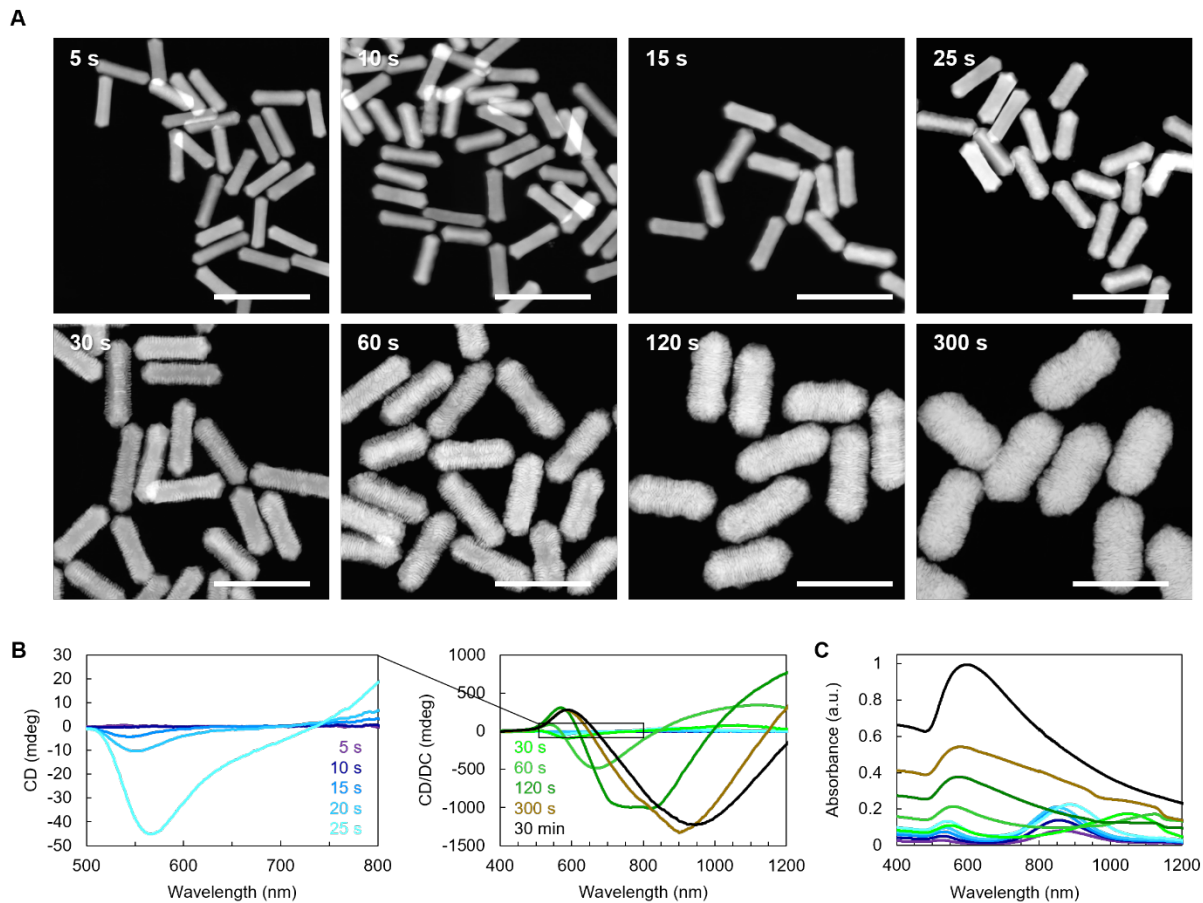 A
5 s
10 s
15 s
25 s
30 s
60 s
120 s
300 s
B
30
20
10
0
-10
-20
-30
-40
-50
CD (mdeg)
500
600
700
800
Wavelength (nm)
5 s
10 s
15 s
20 s
25 s
1000
500
0
-500
-1000
-1500
CD/DC (mdeg)
30 s
60 s
120 s
300 s
30 min
400
600
800
1000
1200
Wavelength (nm)
C
1
0.8
0.6
0.4
0.2
0
Absorbance (a.u.)
400
600
800
1000
1200
Wavelength (nm)